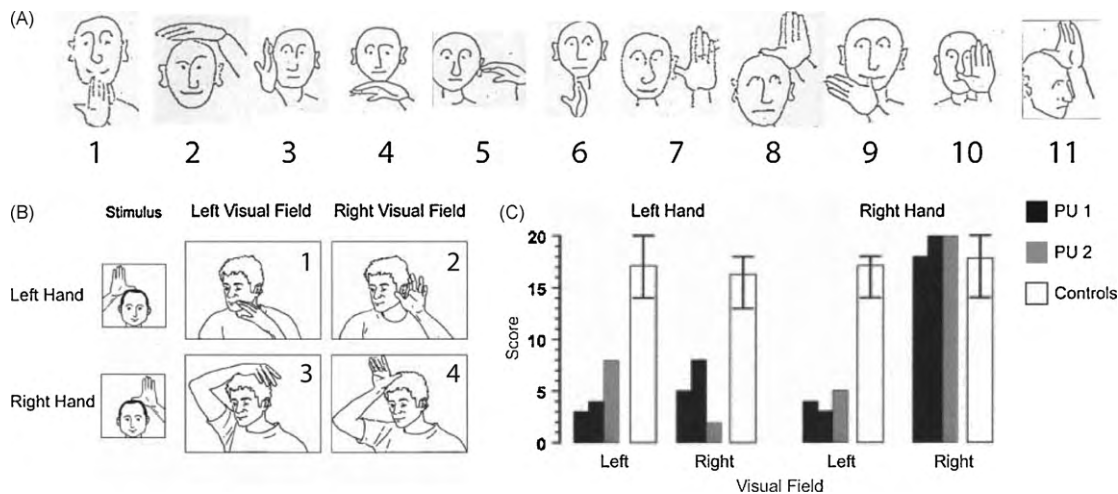 (A)
1 2 3 4 5 6 7 8 9 10 11
(B)
Stimulus Left Visual Field Right Visual Field
Left Hand
1 2
Right Hand
3 4
(C)
Left Hand Right Hand
PU 1
PU 2
Controls
Score
20
15
10
5
0
Left Right Left Right
Visual Field